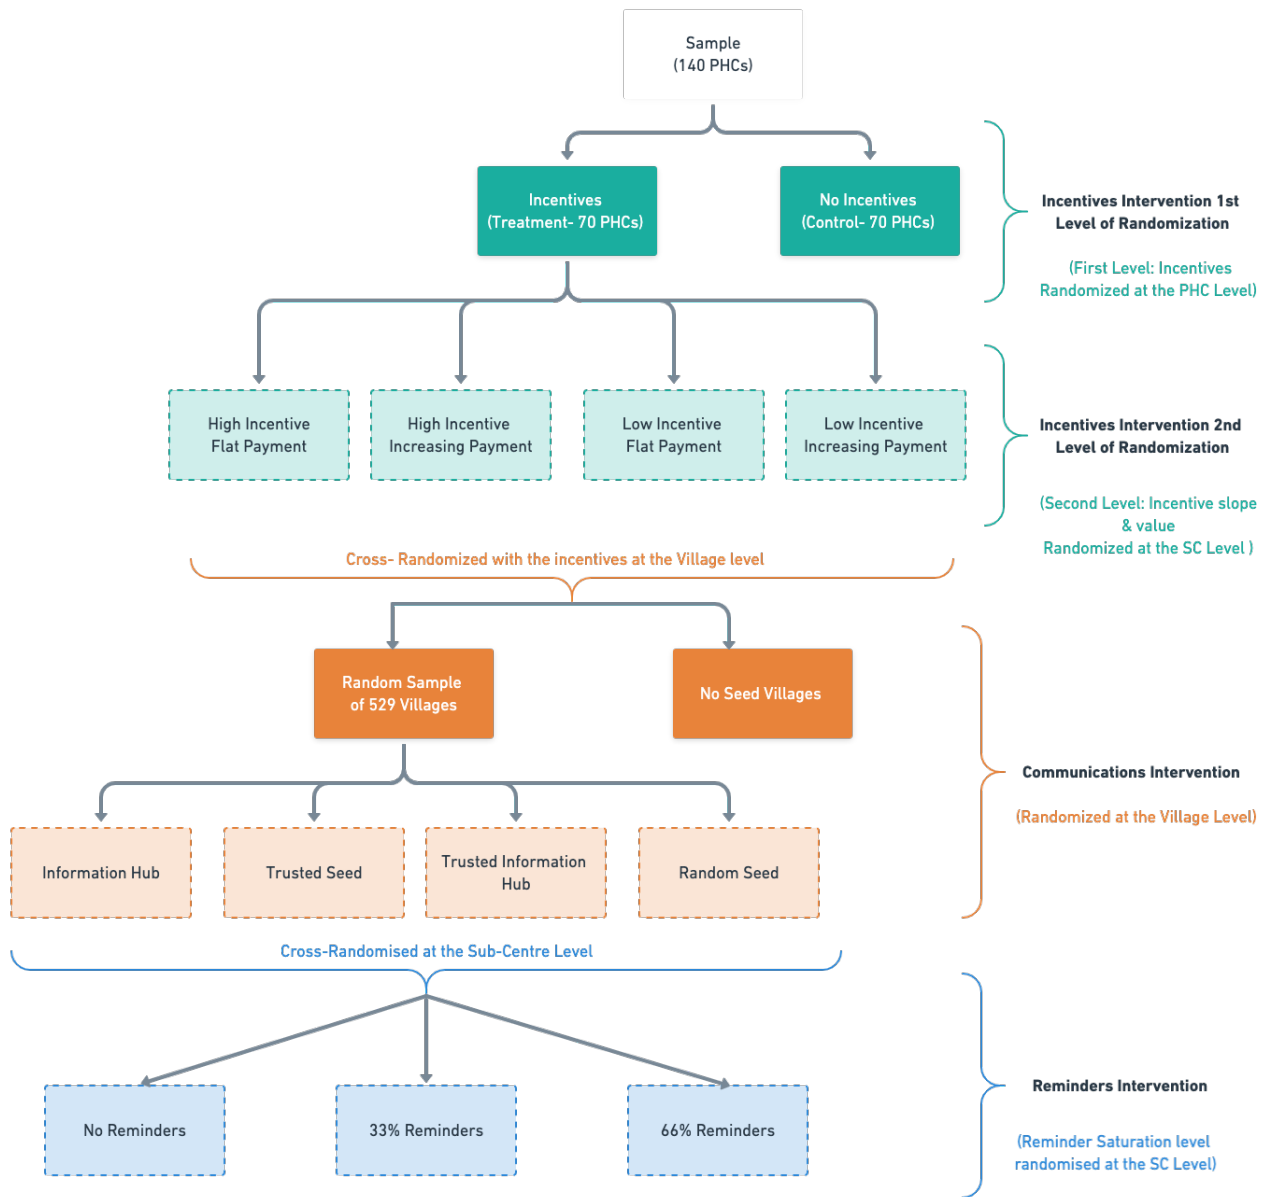 Sample
(140 PHCs)
Incentives
(Treatment- 70 PHCs)
No Incentives
(Control- 70 PHCs)
Incentives Intervention 1st
Level of Randomization
(First Level: Incentives
Randomized at the PHC Level)
High Incentive
Flat Payment
High Incentive
Increasing Payment
Low Incentive
Flat Payment
Low Incentive
Increasing Payment
Incentives Intervention 2nd
Level of Randomization
(Second Level: Incentive slope
& value
Randomized at the SC Level )
Cross- Randomized with the incentives at the Village level
Random Sample
of 529 Villages
No Seed Villages
Communications Intervention
(Randomized at the Village Level)
Information Hub
Trusted Seed
Trusted Information
Hub
Random Seed
Cross-Randomised at the Sub-Centre Level
No Reminders
33% Reminders
66% Reminders
Reminders Intervention
(Reminder Saturation level
randomised at the SC Level)